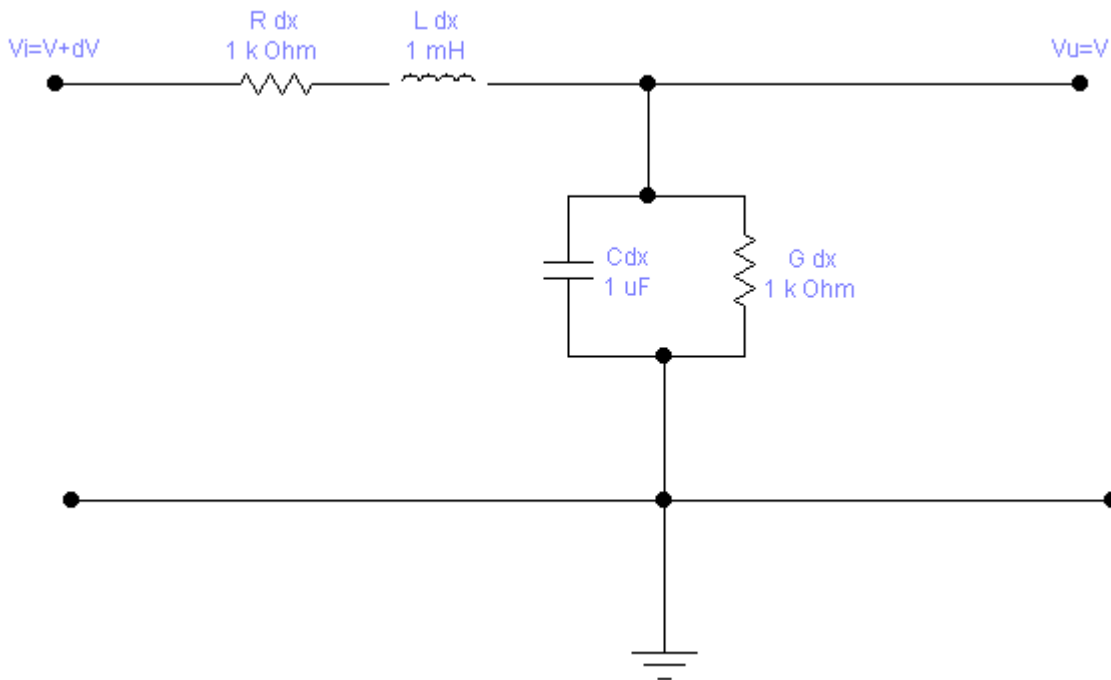 Vi=V+dV
R dx
1 k Ohm
L dx
1 mH
Vu=V
Cdx
1 uF
G dx
1 k Ohm